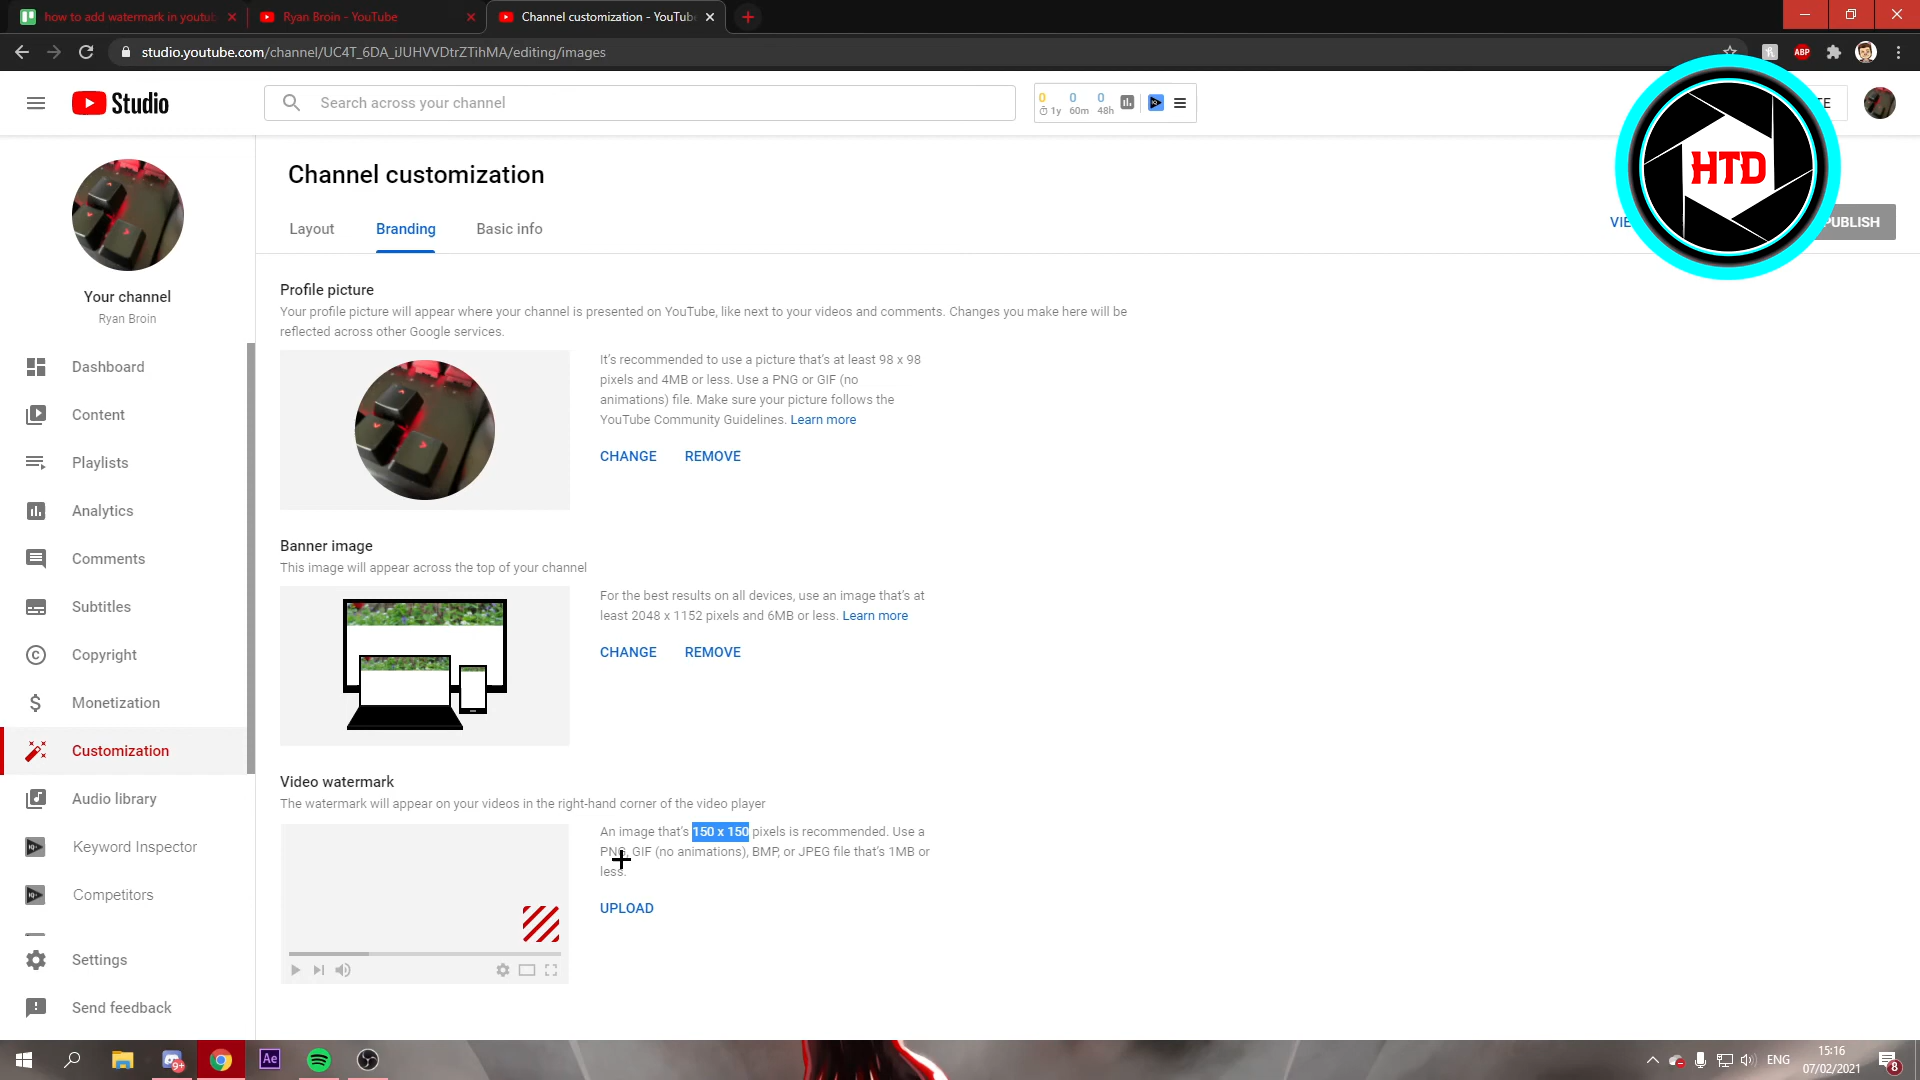 how to add watermark in youtub
Ryan Broin - YouTube
Channel customization - YouTub
studio.youtube.com/channel/UC4T_6DA_iJUHVVDtrZTihMA/editing/images
ABP
Studio
Search across your channel
0 0 0
1y 60m 48h
TE
HTD
Channel customization
Layout Branding Basic info
VIE
PUBLISH
Your channel
Ryan Broin
Dashboard
Content
Playlists
Analytics
Comments
Subtitles
Copyright
Monetization
Customization
Audio library
Keyword Inspector
Competitors
Settings
Send feedback
Profile picture
Your profile picture will appear where your channel is presented on YouTube, like next to your videos and comments. Changes you make here will be
reflected across other Google services.
It's recommended to use a picture that's at least 98 x 98
pixels and 4MB or less. Use a PNG or GIF (no
animations) file. Make sure your picture follows the
YouTube Community Guidelines. Learn more
CHANGE REMOVE
Banner image
This image will appear across the top of your channel
For the best results on all devices, use an image that's at
least 2048 x 1152 pixels and 6MB or less. Learn more
CHANGE REMOVE
Video watermark
The watermark will appear on your videos in the right-hand corner of the video player
An image that's 150 x 150 pixels is recommended. Use a
PNG, GIF (no animations), BMP, or JPEG file that's 1MB or
less.
UPLOAD
9+
Ae
ENG
15:16
07/02/2021
8